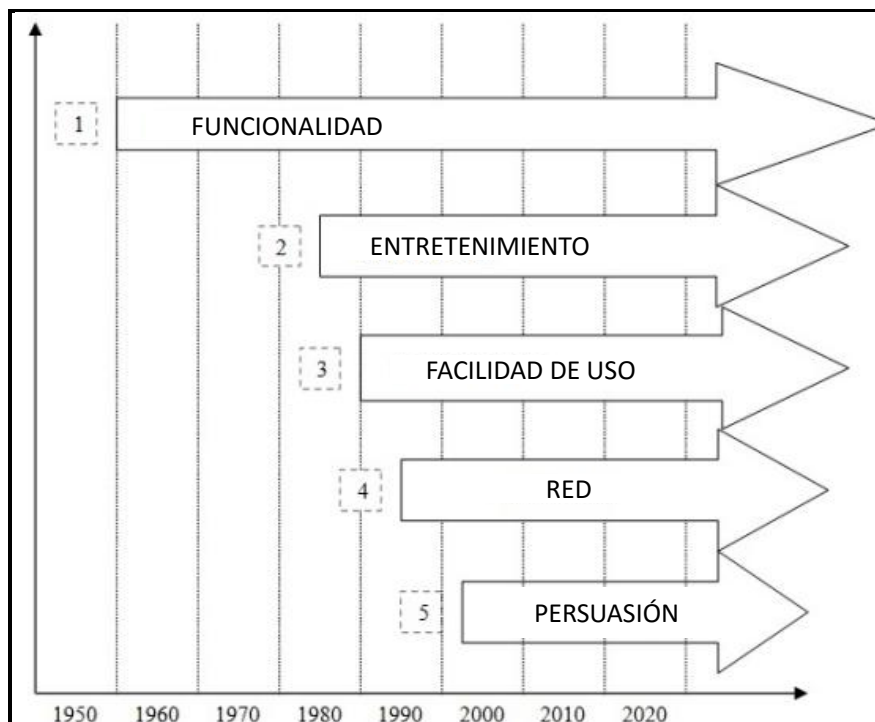 1
FUNCIONALIDAD
2
ENTRETENIMIENTO
3
FACILIDAD DE USO
4
RED
5
PERSUASIÓN
1950 1960 1970 1980 1990 2000 2010 2020